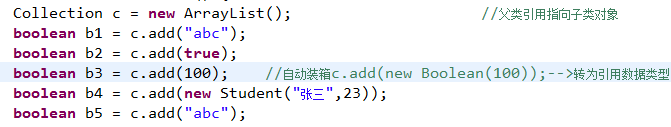 Collection c = new ArrayList(); //父类引用指向子类对象
boolean b1 = c.add("abc");
boolean b2 = c.add(true);
boolean b3 = c.add(100); //自动装箱c.add(new Boolean(100));-->转为引用数据类型
boolean b4 = c.add(new Student("张三",23));
boolean b5 = c.add("abc");